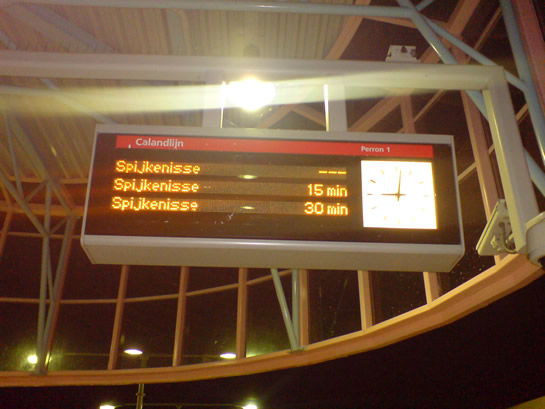 Calandlijn Perron 1
Spijkenisse ---
Spijkenisse 15 min
Spijkenisse 30 min